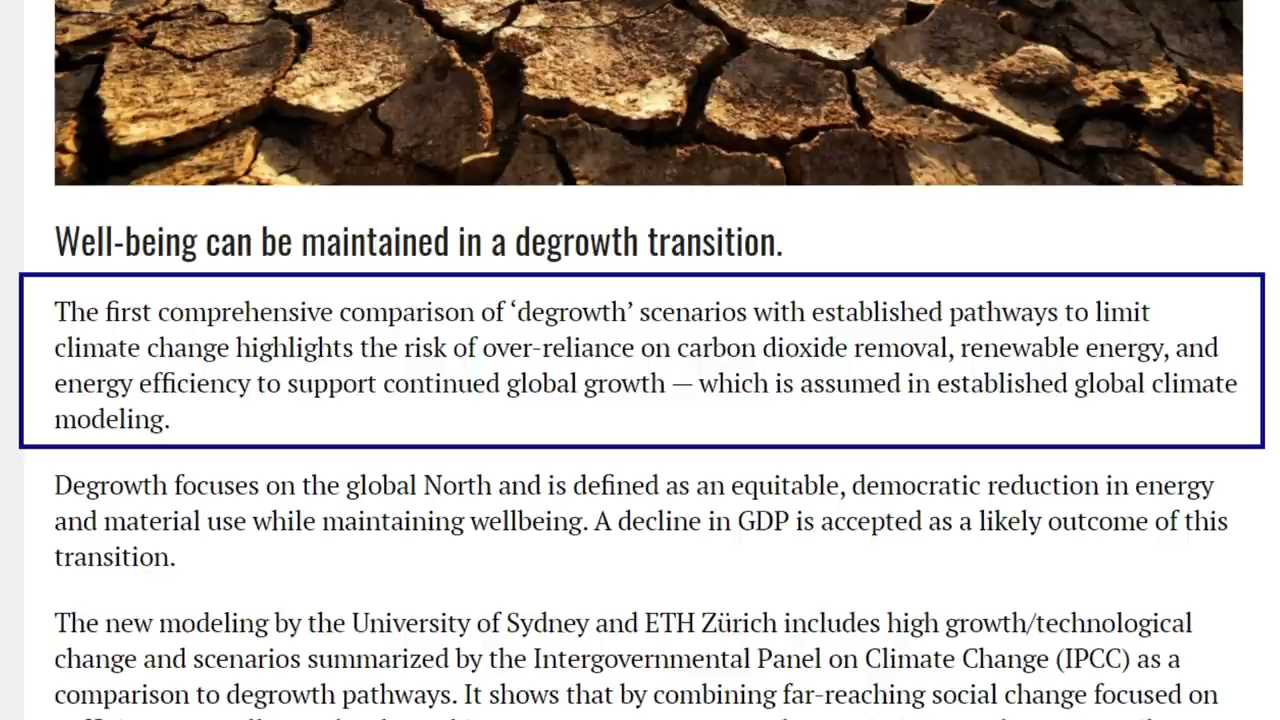 Well-being can be maintained in a degrowth transition.
The first comprehensive comparison of ‘degrowth’ scenarios with established pathways to limit
climate change highlights the risk of over-reliance on carbon dioxide removal, renewable energy, and
energy efficiency to support continued global growth — which is assumed in established global climate
modeling.
Degrowth focuses on the global North and is defined as an equitable, democratic reduction in energy
and material use while maintaining wellbeing. A decline in GDP is accepted as a likely outcome of this
transition.
The new modeling by the University of Sydney and ETH Zürich includes high growth/technological
change and scenarios summarized by the Intergovernmental Panel on Climate Change (IPCC) as a
comparison to degrowth pathways. It shows that by combining far-reaching social change focused on